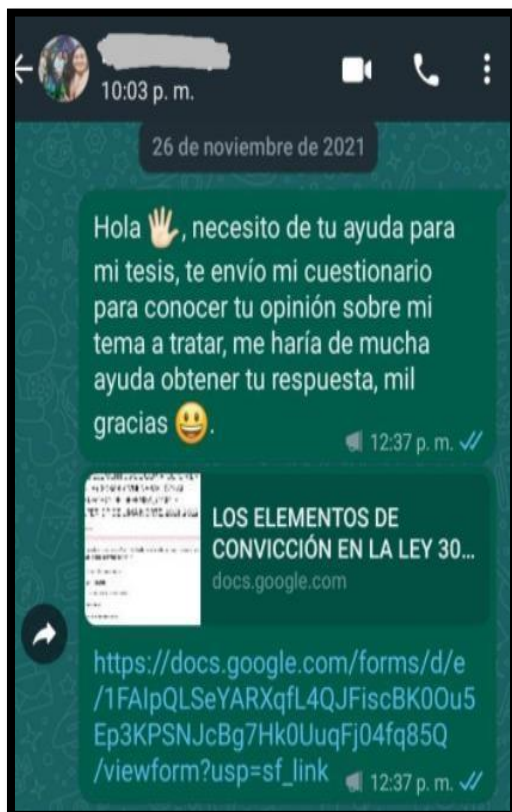 10:03 p. m.
26 de noviembre de 2021
Hola 🖐, necesito de tu ayuda para
mi tesis, te envío mi cuestionario
para conocer tu opinión sobre mi
tema a tratar, me haría de mucha
ayuda obtener tu respuesta, mil
gracias 😃.
12:37 p. m.
LOS ELEMENTOS DE
CONVICCIÓN EN LA LEY 30...
docs.google.com
https://docs.google.com/forms/d/e
/1FAIpQLSeYARXqfL4QJFiscBK0Ou5
Ep3KPSNJcBg7Hk0UuqFj04fq85Q
/viewform?usp=sf_link
12:37 p. m.